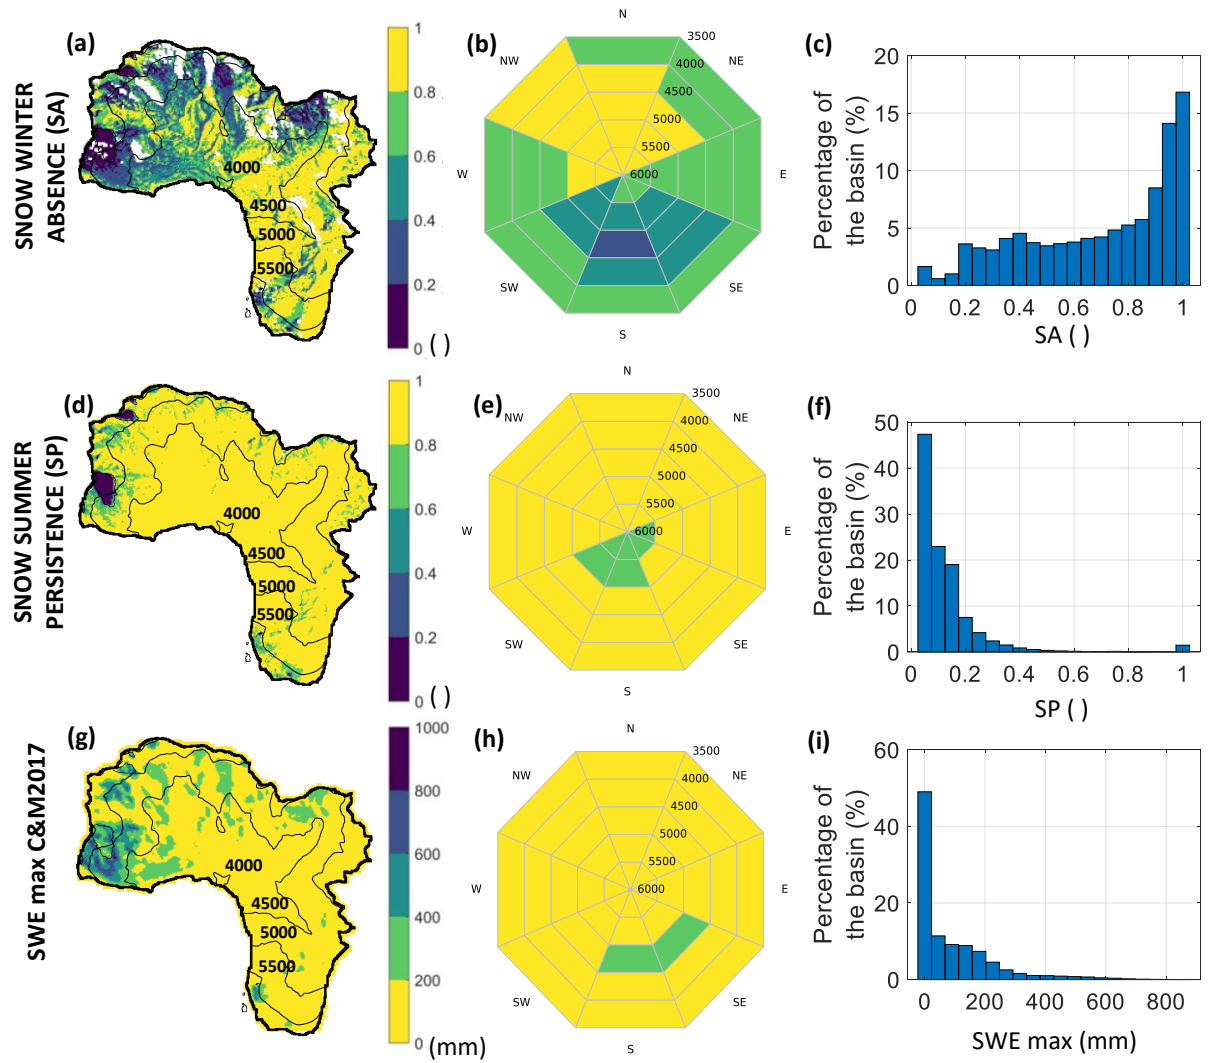 SNOW WINTER
ABSENCE (SA)
(a)
4000
4500
5000
5500
1
0.8
0.6
0.4
0.2
0
( )
(b)
N
NW
NE
W
E
SW
SE
S
3500
4000
4500
5000
6000
(c)
Percentage of
the basin (%)
20
15
10
5
0
0
0.2
0.4
0.6
0.8
1
SA ( )
SNOW SUMMER
PERSISTENCE (SP)
(d)
4000
4500
5000
5500
1
0.8
0.6
0.4
0.2
0
( )
(e)
N
NW
NE
W
E
SW
SE
S
3500
4000
4500
5000
5500
6000
(f)
Percentage of
the basin (%)
50
40
30
20
10
0
0
0.2
0.4
0.6
0.8
1
SP ( )
SWE max C&M2017
(g)
4000
4500
5000
5500
1000
800
600
400
200
0
(mm)
(h)
N
NW
NE
W
E
SW
SE
S
3500
4000
4500
5000
5500
6000
(i)
Percentage of
the basin (%)
60
40
20
0
0
200
400
600
800
SWE max (mm)